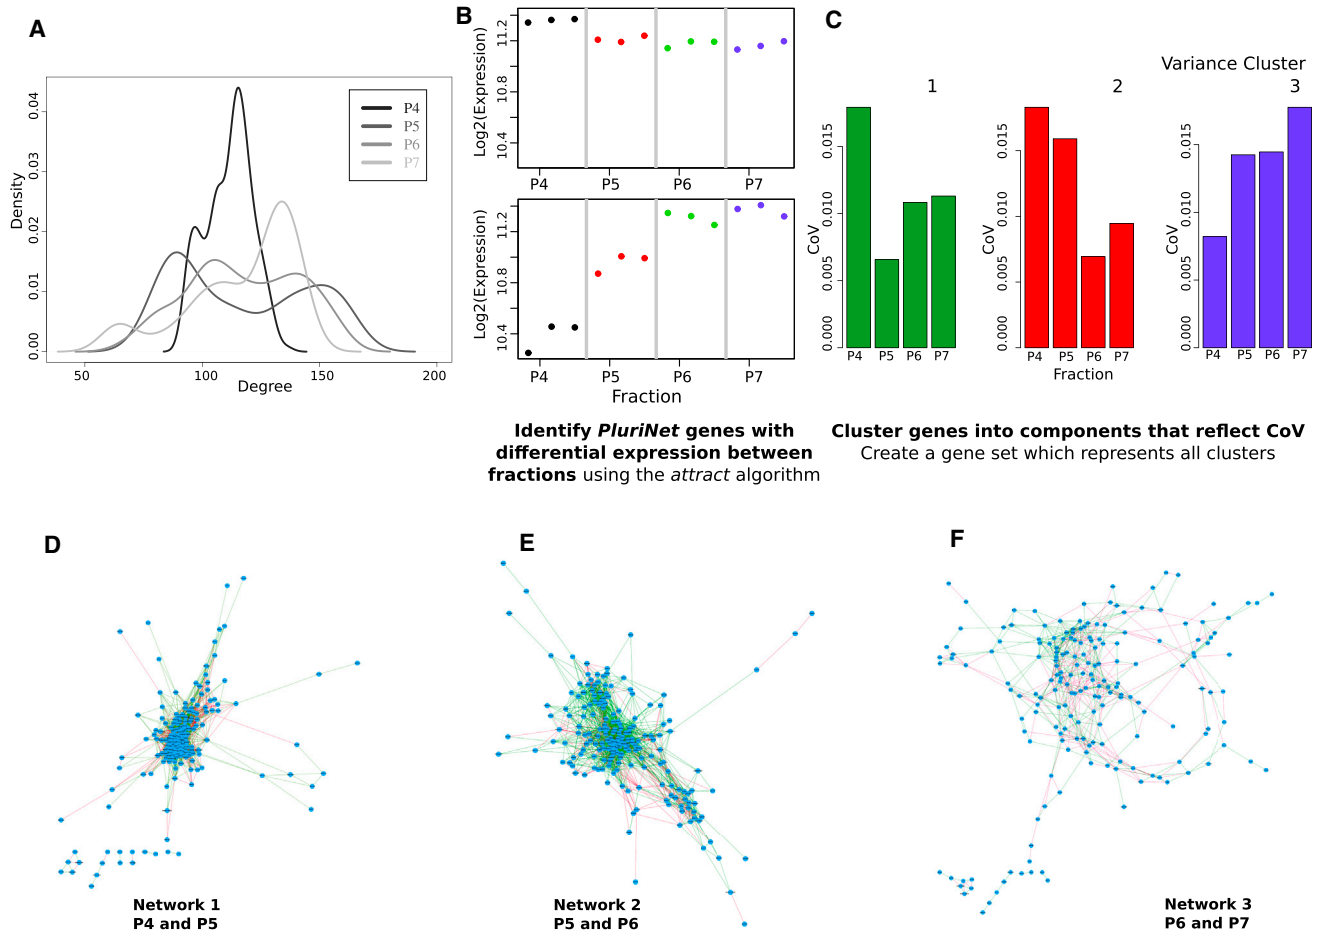 A
0.00 0.01 0.02 0.03 0.04
Density
50 100 150 200
Degree
P4
P5
P6
P7
B
10.4 10.8 11.2
Log2(Expression)
P4 P5 P6 P7
10.4 10.8 11.2
Log2(Expression)
P4 P5 P6 P7
Fraction
Identify PluriNet genes with
differential expression between
fractions using the attract algorithm
C
Variance Cluster
1 2 3
0.000 0.005 0.010 0.015
CoV
P4 P5 P6 P7
0.000 0.005 0.010 0.015
CoV
P4 P5 P6 P7
0.000 0.005 0.010 0.015
CoV
P4 P5 P6 P7
Fraction
Cluster genes into components that reflect CoV
Create a gene set which represents all clusters
D
Network 1
P4 and P5
E
Network 2
P5 and P6
F
Network 3
P6 and P7